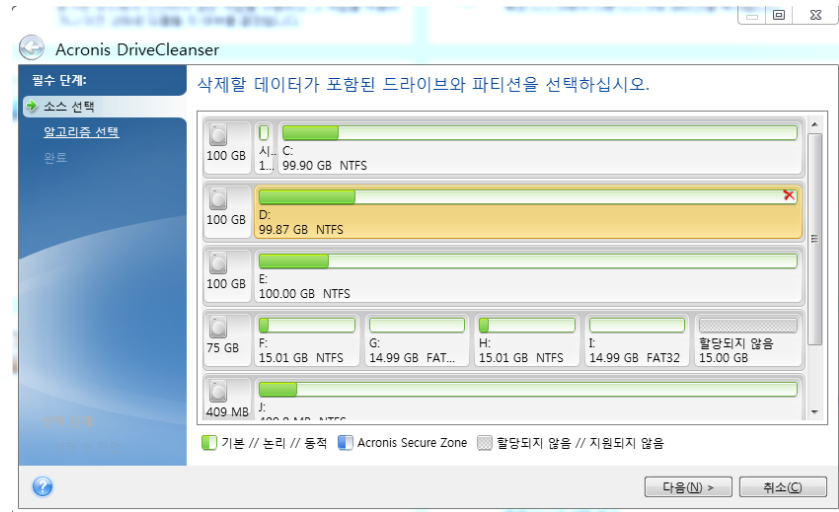 Acronis DriveCleanser
필수 단계:
소스 선택
알고리즘 선택
완료
삭제할 데이터가 포함된 드라이브와 파티션을 선택하십시오.
100 GB
시...
1...
C:
99.90 GB NTFS
100 GB
D:
99.87 GB NTFS
100 GB
E:
100.00 GB NTFS
75 GB
F:
15.01 GB NTFS
G:
14.99 GB FAT...
H:
15.01 GB NTFS
I:
14.99 GB FAT32
할당되지 않음
15.00 GB
409 MB
J:
기본 // 논리 // 동적
Acronis Secure Zone
할당되지 않음 // 지원되지 않음
다음(N) >
취소(C)